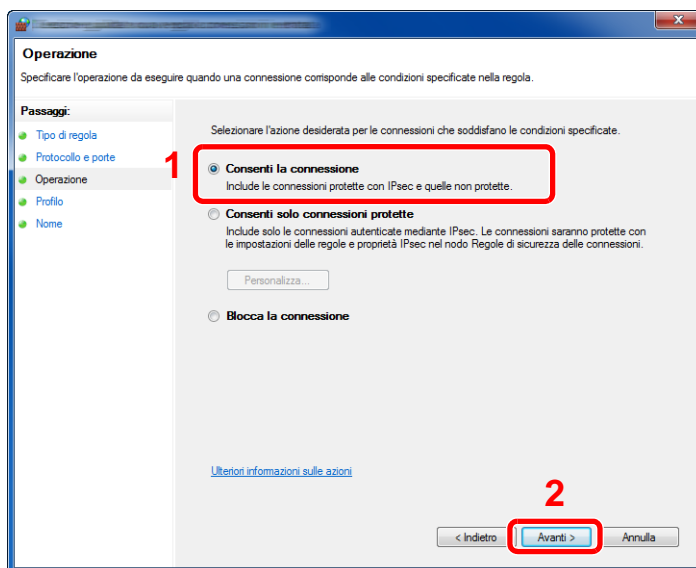 Operazione
Specificare l'operazione da eseguire quando una connessione corrisponde alle condizioni specificate nella regola.
Passaggi:
Tipo di regola
Protocollo e porte
Operazione
Profilo
Nome
Selezionare l'azione desiderata per le connessioni che soddisfano le condizioni specificate.
1
Consenti la connessione
Include le connessioni protette con IPsec e quelle non protette.
Consenti solo connessioni protette
Include solo le connessioni autenticate mediante IPsec. Le connessioni saranno protette con
le impostazioni delle regole e proprietà IPsec nel nodo Regole di sicurezza delle connessioni.
Personalizza...
Blocca la connessione
Ulteriori informazioni sulle azioni
2
< Indietro
Avanti >
Annulla